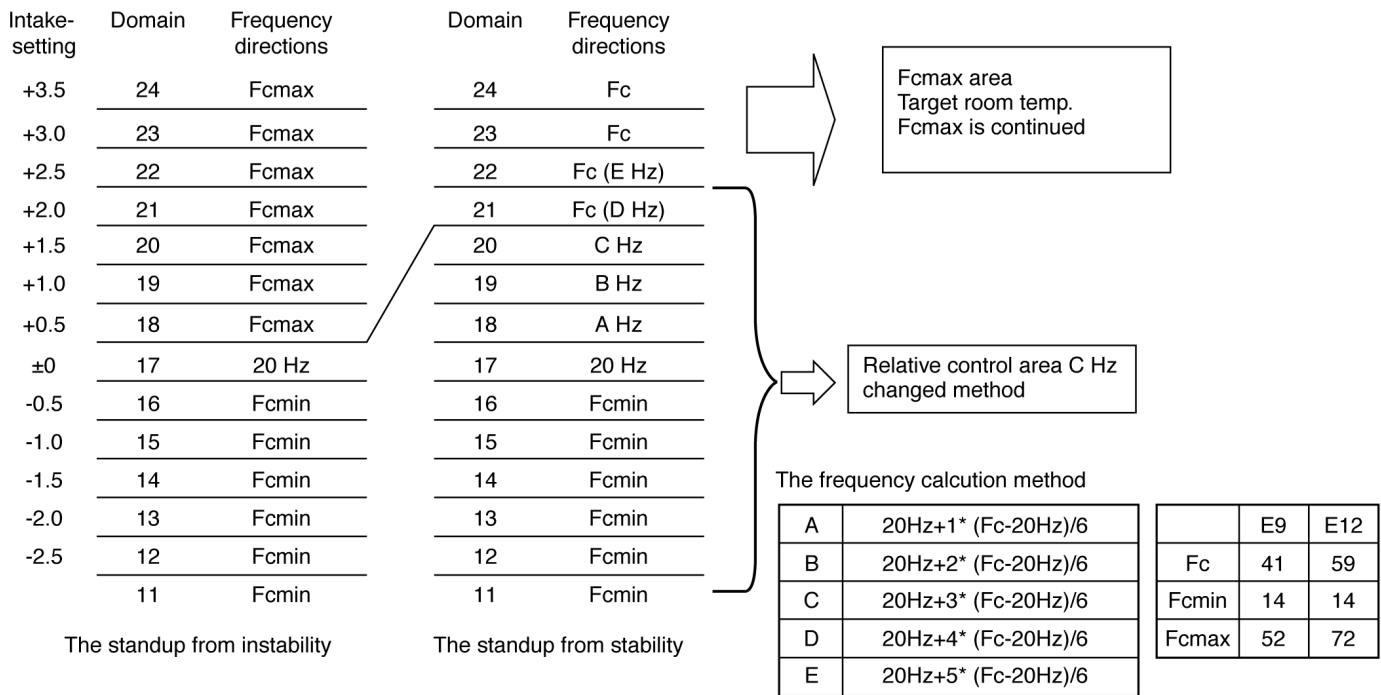 Intake-setting Domain Frequency directions Domain Frequency directions
+3.5 24 Fcmax 24 Fc
+3.0 23 Fcmax 23 Fc
+2.5 22 Fcmax 22 Fc (E Hz)
+2.0 21 Fcmax 21 Fc (D Hz)
+1.5 20 Fcmax 20 C Hz
+1.0 19 Fcmax 19 B Hz
+0.5 18 Fcmax 18 A Hz
±0 17 20 Hz 17 20 Hz
-0.5 16 Fcmin 16 Fcmin
-1.0 15 Fcmin 15 Fcmin
-1.5 14 Fcmin 14 Fcmin
-2.0 13 Fcmin 13 Fcmin
-2.5 12 Fcmin 12 Fcmin
11 Fcmin 11 Fcmin
The standup from instability The standup from stability
Fcmax area
Target room temp.
Fcmax is continued
Relative control area C Hz
changed method
The frequency calcution method
A 20Hz+1* (Fc-20Hz)/6
B 20Hz+2* (Fc-20Hz)/6
C 20Hz+3* (Fc-20Hz)/6
D 20Hz+4* (Fc-20Hz)/6
E 20Hz+5* (Fc-20Hz)/6
E9 E12
Fc 41 59
Fcmin 14 14
Fcmax 52 72